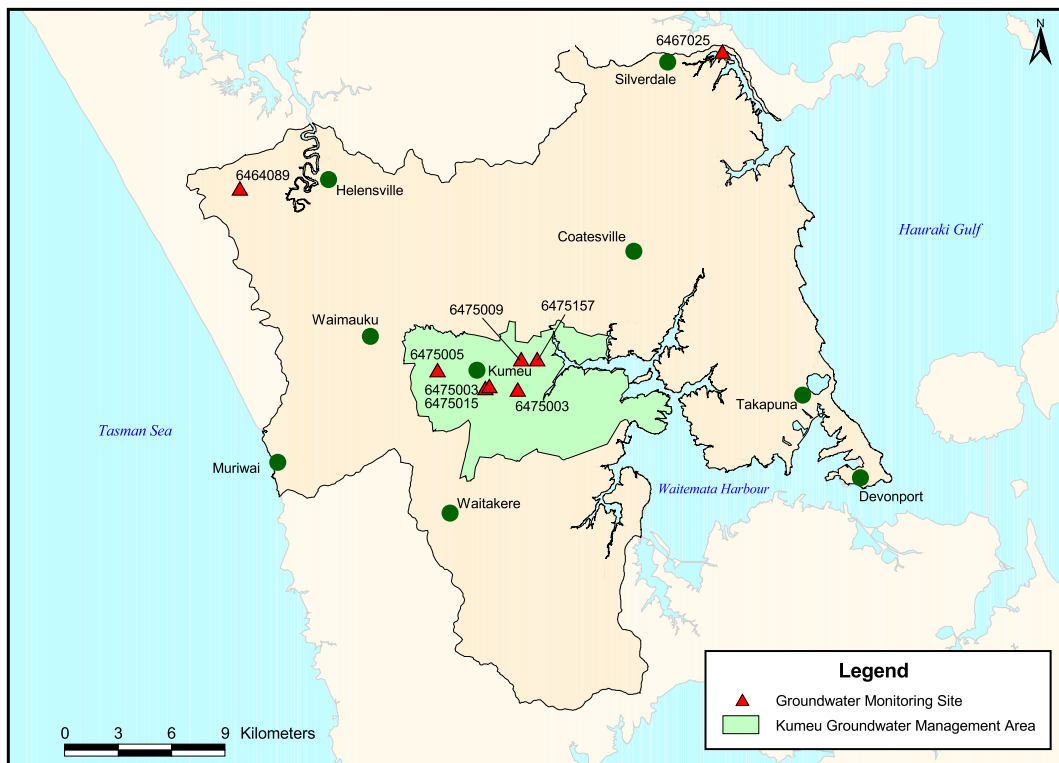 N
6467025
Silverdale
6464089
Helensville
Hauraki Gulf
Coatesville
6475009
6475157
Waimauku
6475005
Kumeu
6475003
6475015
6475003
Takapuna
Tasman Sea
Muriwai
Waitemata Harbour
Devonport
Waitakere
Legend
Groundwater Monitoring Site
Kumeu Groundwater Management Area
0 3 6 9 Kilometers